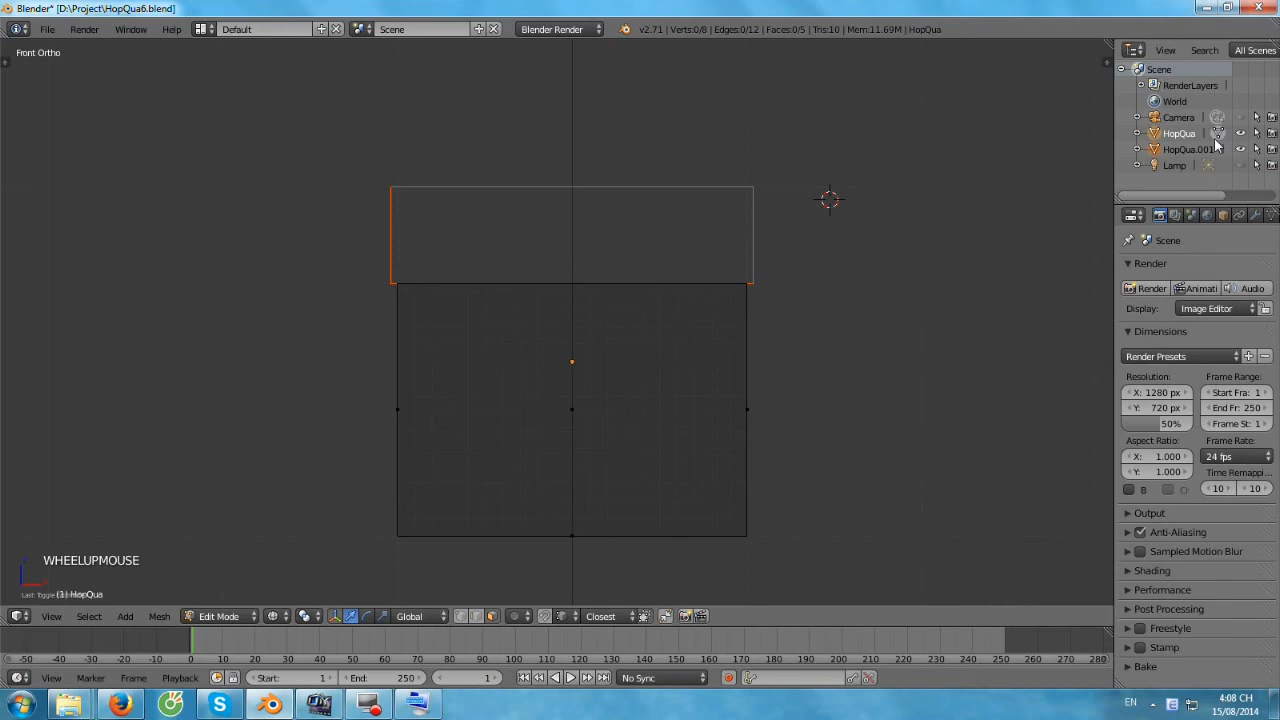 Blender* [D:\Project\HopQua6.blend]
File Render Window Help Default Scene Blender Render v2.71 | Verts:0/8 | Edges:0/12 | Faces:0/5 | Tris:10 | Mem:11.69M | HopQua
Front Ortho
View Search All Scenes
Scene
RenderLayers
World
Camera
HopQua
HopQua.001
Lamp
Scene
Render
Render Animati Audio
Display: Image Editor
Dimensions
Render Presets
Resolution: Frame Range:
X: 1280 px Start Fra: 1
Y: 720 px End Fr: 250
50% Frame St: 1
Aspect Ratio: Frame Rate:
X: 1.000 24 fps
Y: 1.000 Time Remappi...
B 10 10
Output
Anti-Aliasing
Sampled Motion Blur
Shading
Performance
Post Processing
Freestyle
Stamp
Bake
WHEELUPMOUSE
(1) HopQua
View Select Add Mesh Edit Mode Global Closest
-50 -40 -30 -20 -10 0 10 20 30 40 50 60 70 80 90 100 110 120 130 140 150 160 170 180 190 200 210 220 230 240 250 260 270 280
View Marker Frame Playback Start: 1 End: 250 1 No Sync
EN 4:08 CH
15/08/2014